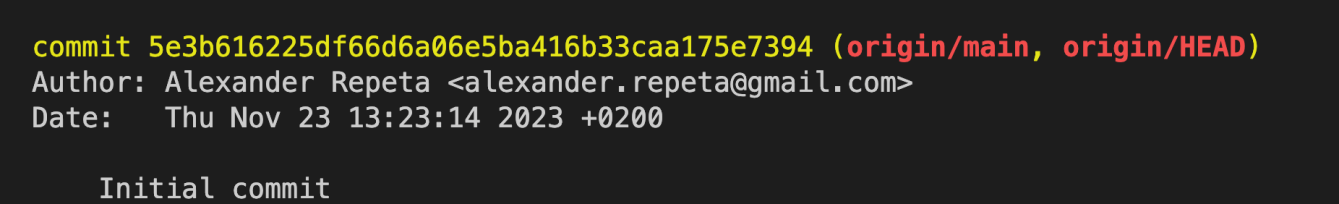 commit 5e3b616225df66d6a06e5ba416b33caa175e7394 (origin/main, origin/HEAD)
Author: Alexander Repeta <alexander.repeta@gmail.com>
Date:   Thu Nov 23 13:23:14 2023 +0200
Initial commit